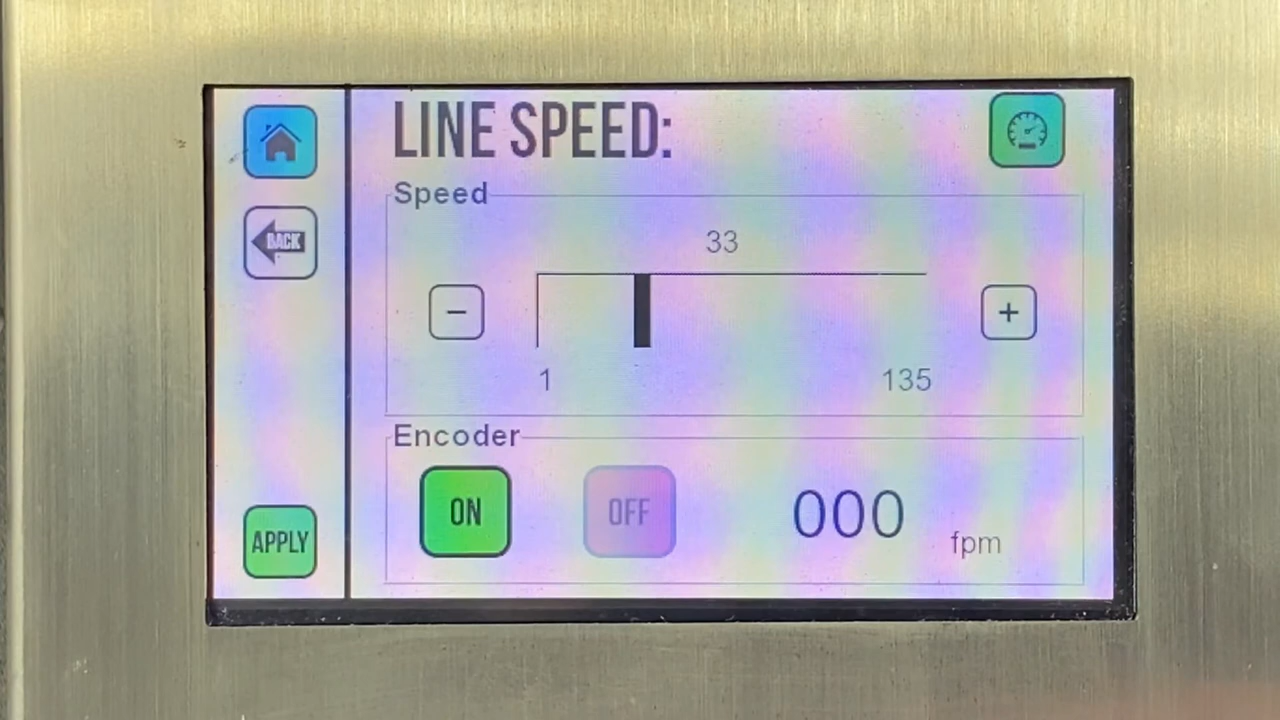 LINE SPEED:
BACK
Speed
33
−
+
1
135
Encoder
ON
OFF
000
fpm
APPLY